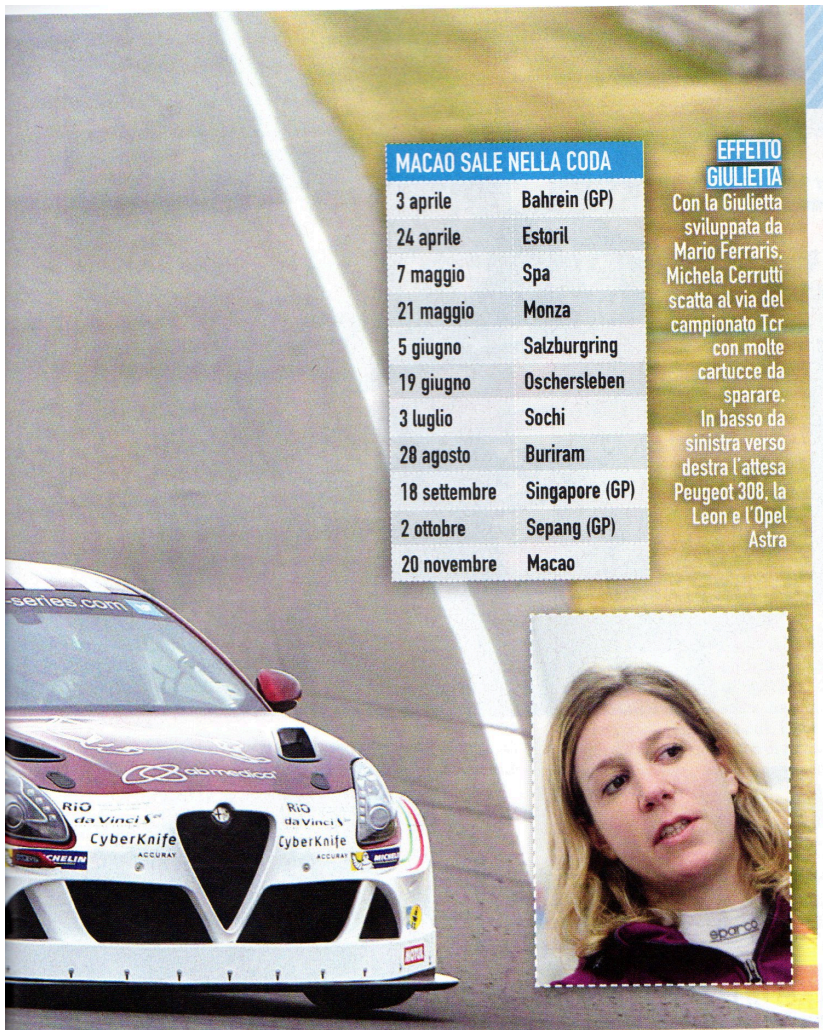 MACAO SALE NELLA CODA
3 aprile Bahrein (GP)
24 aprile Estoril
7 maggio Spa
21 maggio Monza
5 giugno Salzburgring
19 giugno Oschersleben
3 luglio Sochi
28 agosto Buriram
18 settembre Singapore (GP)
2 ottobre Sepang (GP)
20 novembre Macao
EFFETTO
GIULIETTA
Con la Giulietta
sviluppata da
Mario Ferraris,
Michela Cerrutti
scatta al via del
campionato Tcr
con molte
cartucce da
sparare.
In basso da
sinistra verso
destra l'attesa
Peugeot 308, la
Leon e l'Opel
Astra
-series.com
abmedica
RiO
da Vinci S
CyberKnife
ACCURAY
CHELIN
RiO
da Vinci S
CyberKnife
ACCURAY
MICHEL
MOTUL
sparco